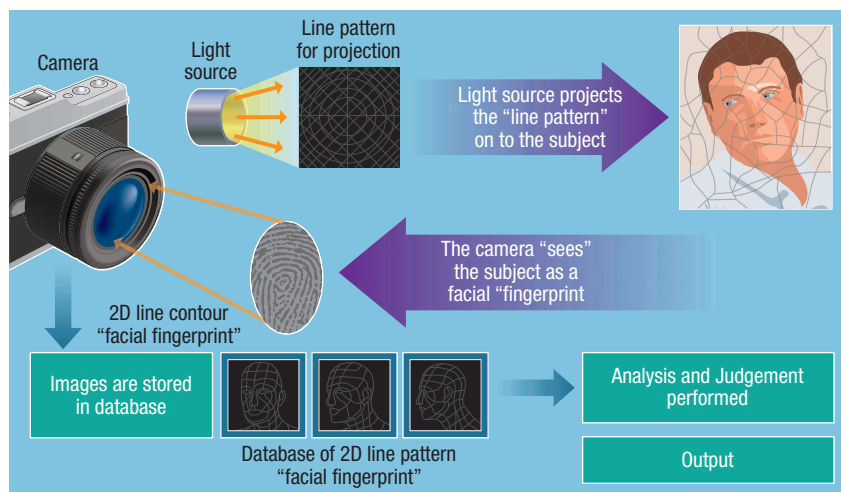 Camera
Light
source
Line pattern
for projection
Light source projects
the “line pattern”
on to the subject
The camera “sees”
the subject as a
facial “fingerprint
2D line contour
“facial fingerprint”
Images are stored
in database
Database of 2D line pattern
“facial fingerprint”
Analysis and Judgement
performed
Output